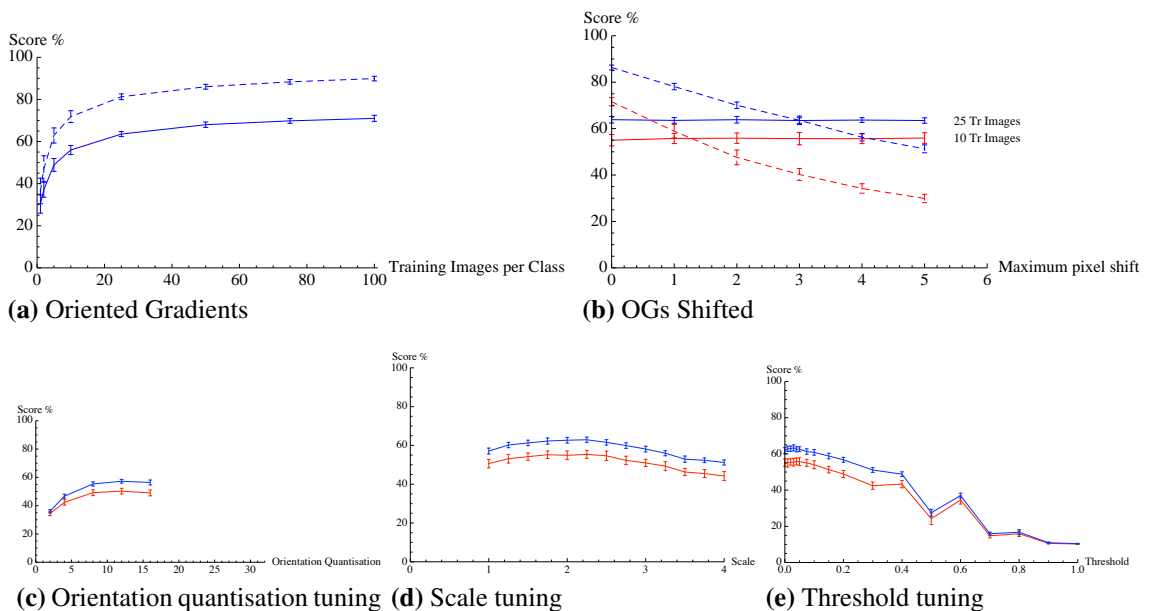 Score %
100
80
60
40
20
0
0 20 40 60 80 100
Training Images per Class
(a) Oriented Gradients
Score %
100
80
60
40
20
0
0 1 2 3 4 5 6
Maximum pixel shift
25 Tr Images
10 Tr Images
(b) OGs Shifted
Score %
100
80
60
40
20
0
0 5 10 15 20 25 30
Orientation Quantisation
(c) Orientation quantisation tuning
Score %
100
80
60
40
20
0
0 1 2 3 4
Scale
(d) Scale tuning
Score %
100
80
60
40
20
0
0.0 0.2 0.4 0.6 0.8 1.0
Threshold
(e) Threshold tuning